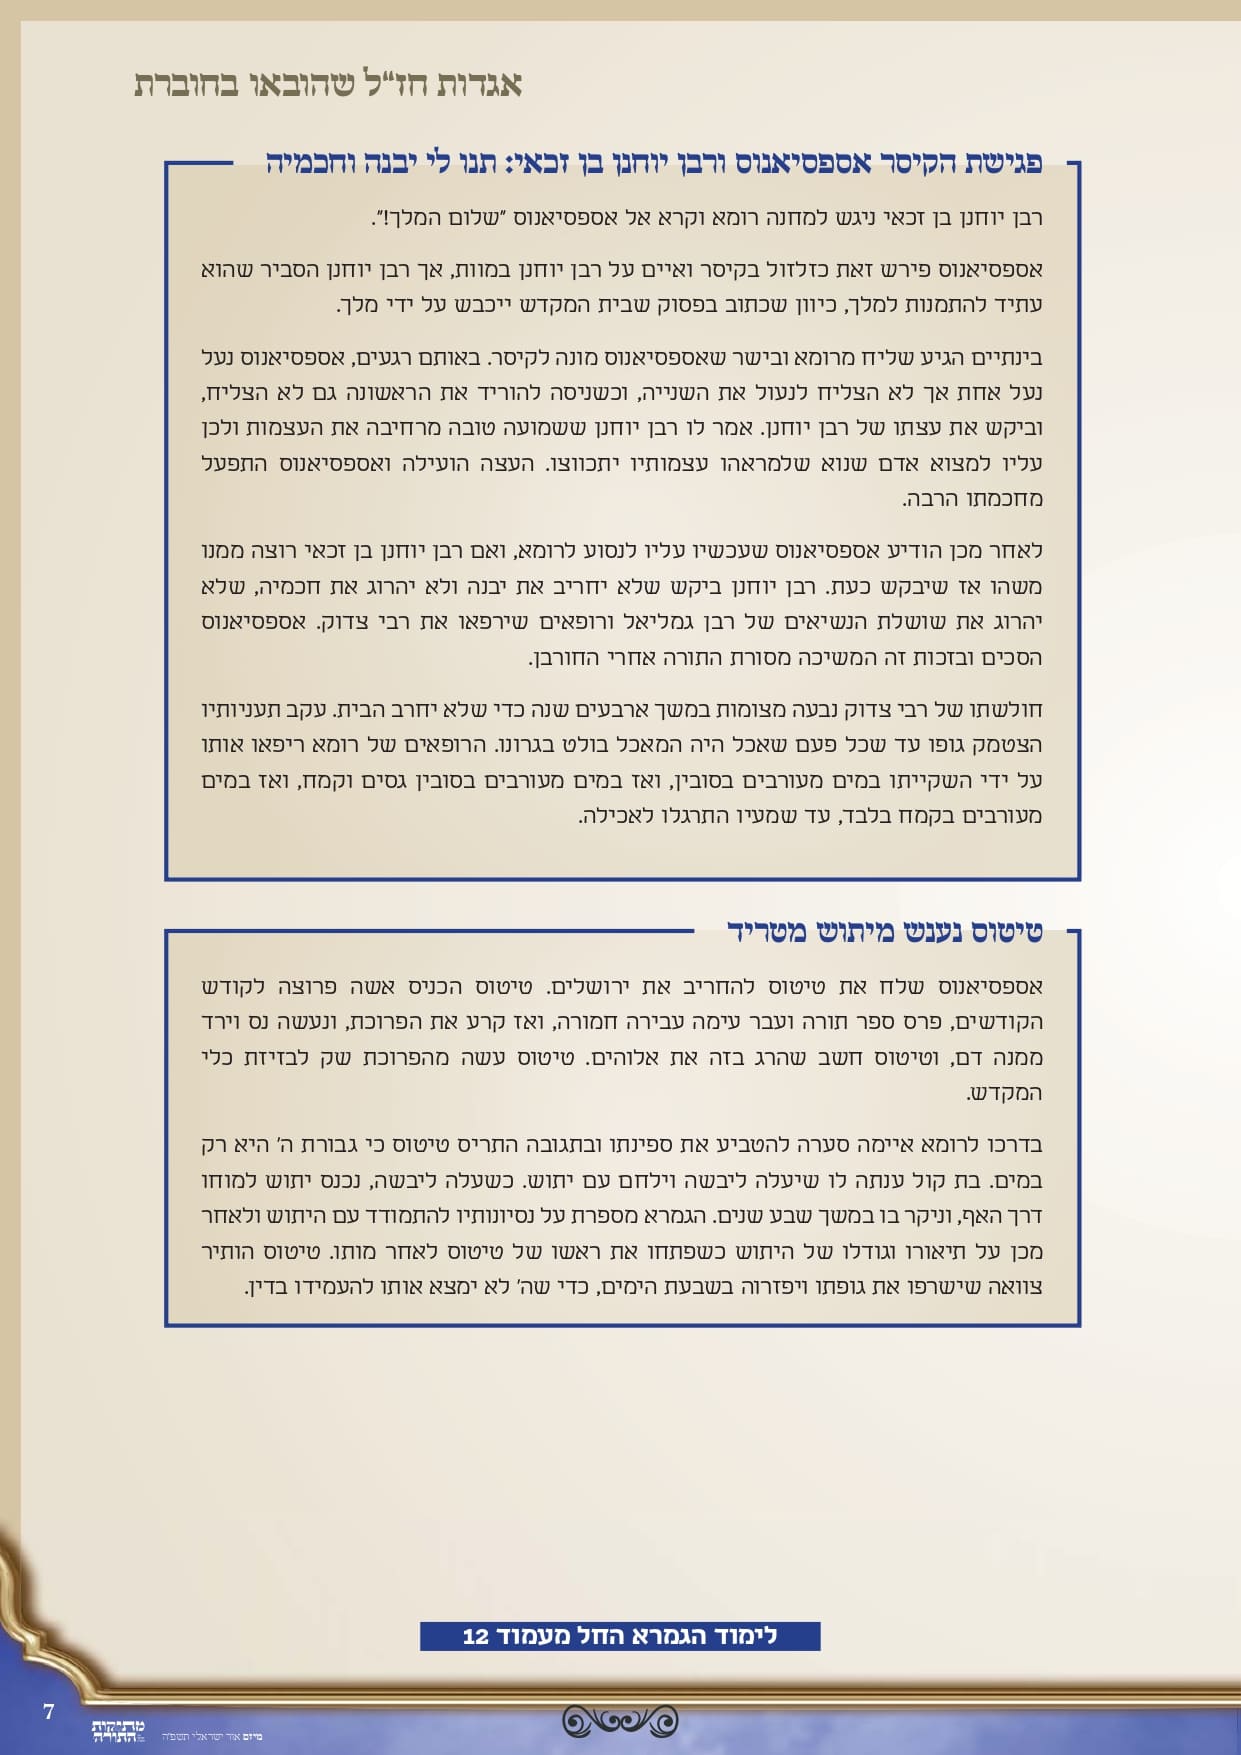 אגדות חז"ל שהובאו בחוברת
פגישת הקיסר אספסיאנוס ורבן יוחנן בן זכאי: תנו לי יבנה וחכמיה
רבן יוחנן בן זכאי ניגש למחנה רומא וקרא אל אספסיאנוס "שלום המלך!".
אספסיאנוס פירש זאת כזלזול בקיסר ואיים על רבן יוחנן במוות, אך רבן יוחנן הסביר שהוא
עתיד להתמנות למלך, כיוון שכתוב בפסוק שבית המקדש ייכבש על ידי מלך.
בינתיים הגיע שליח מרומא ובישר שאספסיאנוס מונה לקיסר. באותם רגעים, אספסיאנוס נעל
נעל אחת אך לא הצליח לנעול את השנייה, וכשניסה להוריד את הראשונה גם לא הצליח,
וביקש את עצתו של רבן יוחנן. אמר לו רבן יוחנן ששמועה טובה מרחיבה את העצמות ולכן
עליו למצוא אדם שנוא שלמראהו עצמותיו יתכווצו. העצה הועילה ואספסיאנוס התפעל
מחכמתו הרבה.
לאחר מכן הודיע אספסיאנוס שעכשיו עליו לנסוע לרומא, ואם רבן יוחנן בן זכאי רוצה ממנו
משהו אז שיבקש כעת. רבן יוחנן ביקש שלא יחריב את יבנה ולא יהרוג את חכמיה, שלא
יהרוג את שושלת הנשיאים של רבן גמליאל ורופאים שירפאו את רבי צדוק. אספסיאנוס
הסכים ובזכות זה המשיכה מסורת התורה אחרי החורבן.
חולשתו של רבי צדוק נבעה מצומות במשך ארבעים שנה כדי שלא יחרב הבית. עקב תעניותיו
הצטמק גופו עד שכל פעם שאכל היה המאכל בולט בגרונו. הרופאים של רומא ריפאו אותו
על ידי השקייתו במים מעורבים בסובין, ואז במים מעורבים בסובין גסים וקמח, ואז במים
מעורבים בקמח בלבד, עד שמעיו התרגלו לאכילה.
טיטוס נענש מיתוש מטריד
אספסיאנוס שלח את טיטוס להחריב את ירושלים. טיטוס הכניס אשה פרוצה לקודש
הקודשים, פרס ספר תורה ועבר עימה עבירה חמורה, ואז קרע את הפרוכת, ונעשה נס וירד
ממנה דם, וטיטוס חשב שהרג בזה את אלוהים. טיטוס עשה מהפרוכת שק לבזיזת כלי
המקדש.
בדרכו לרומא איימה סערה להטביע את ספינתו ובתגובה התריס טיטוס כי גבורת ה' היא רק
במים. בת קול ענתה לו שיעלה ליבשה וילחם עם יתוש. כשעלה ליבשה, נכנס יתוש למוחו
דרך האף, וניקר בו במשך שבע שנים. הגמרא מספרת על נסיונותיו להתמודד עם היתוש ולאחר
מכן על תיאורו וגודלו של היתוש כשפתחו את ראשו של טיטוס לאחר מותו. טיטוס הותיר
צוואה שישרפו את גופתו ויפזרוה בשבעת הימים, כדי שה' לא ימצא אותו להעמידו בדין.
לימוד הגמרא החל מעמוד 12
7
מתיקות
התורה
מיזם אור ישראלי תשפ"ה